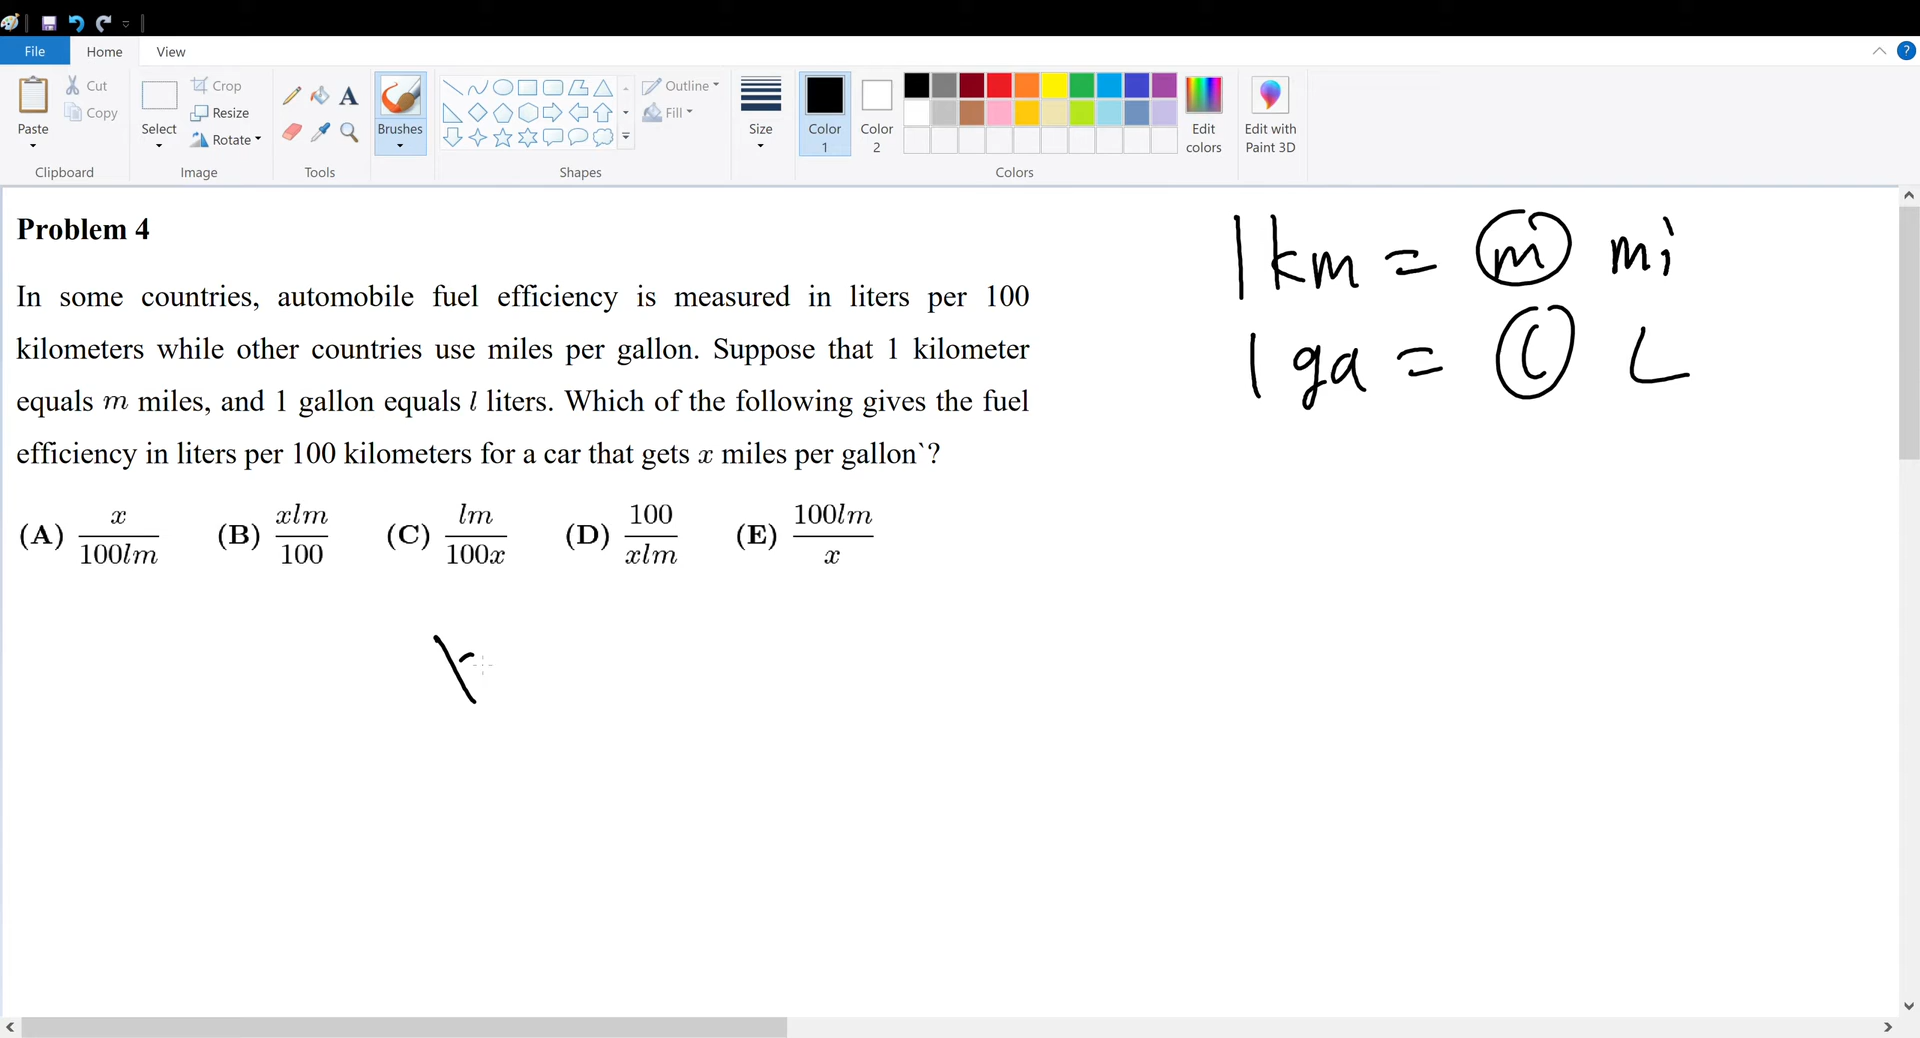 File Home View
Paste
Cut
Copy
Clipboard
Select
Crop
Resize
Rotate
Image
A
Tools
Brushes
Outline
Fill
Shapes
Size
Color 1
Color 2
Edit colors
Colors
Edit with Paint 3D
?
Problem 4
In some countries, automobile fuel efficiency is measured in liters per 100
kilometers while other countries use miles per gallon. Suppose that 1 kilometer
equals m miles, and 1 gallon equals l liters. Which of the following gives the fuel
efficiency in liters per 100 kilometers for a car that gets x miles per gallon`?
(A) x/100lm (B) xlm/100 (C) lm/100x (D) 100/xlm (E) 100lm/x
1 km = m mi
1 ga = l L